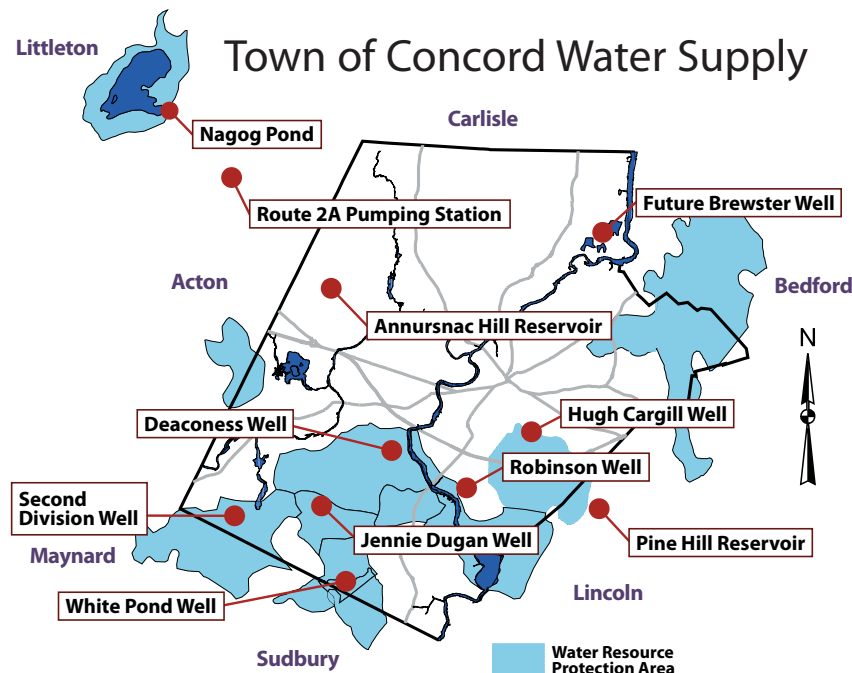 Littleton
Town of Concord Water Supply
Carlisle
Nagog Pond
Route 2A Pumping Station
Future Brewster Well
Acton
Bedford
Annursnac Hill Reservoir
N
Deaconess Well
Hugh Cargill Well
Robinson Well
Second
Division Well
Jennie Dugan Well
Pine Hill Reservoir
Maynard
White Pond Well
Lincoln
Sudbury
Water Resource
Protection Area